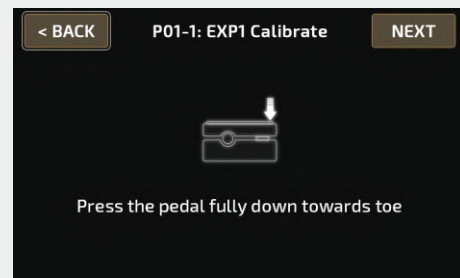 < BACK
P01-1: EXP1 Calibrate
NEXT
Press the pedal fully down towards toe